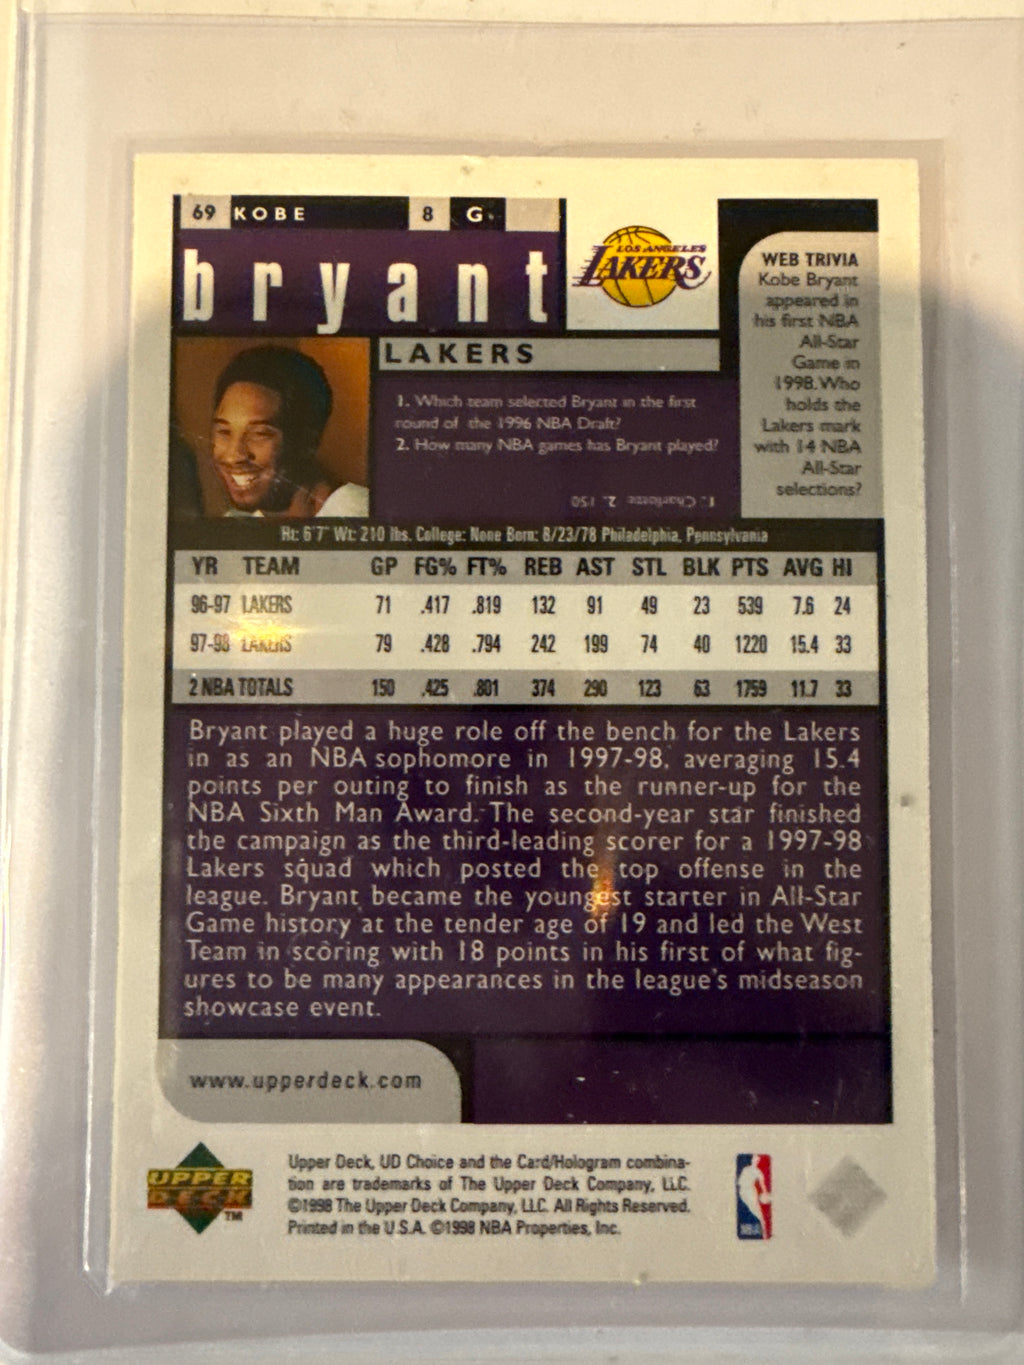 69 KOBE 8 G
bryant
LOS ANGELES
LAKERS
LAKERS
WEB TRIVIA
Kobe Bryant
appeared in
his first NBA
All-Star
Game in
1998. Who
holds the
Lakers mark
with 14 NBA
All-Star
selections?
1. Which team selected Bryant in the first
round of the 1996 NBA Draft?
2. How many NBA games has Bryant played?
1. Charlotte 2. 150
Ht: 6'7" Wt: 210 lbs. College: None Born: 8/23/78 Philadelphia, Pennsylvania
YR TEAM GP FG% FT% REB AST STL BLK PTS AVG HI
96-97 LAKERS 71 .417 .819 132 91 49 23 539 7.6 24
97-98 LAKERS 79 .428 .794 242 199 74 40 1220 15.4 33
2 NBA TOTALS 150 .425 .801 374 290 123 63 1759 11.7 33
Bryant played a huge role off the bench for the Lakers
in as an NBA sophomore in 1997-98, averaging 15.4
points per outing to finish as the runner-up for the
NBA Sixth Man Award. The second-year star finished
the campaign as the third-leading scorer for a 1997-98
Lakers squad which posted the top offense in the
league. Bryant became the youngest starter in All-Star
Game history at the tender age of 19 and led the West
Team in scoring with 18 points in his first of what fig-
ures to be many appearances in the league's midseason
showcase event.
www.upperdeck.com
UPPER
DECK
TM
Upper Deck, UD Choice and the Card/Hologram combina-
tion are trademarks of The Upper Deck Company, LLC.
©1998 The Upper Deck Company, LLC. All Rights Reserved.
Printed in the U.S.A. ©1998 NBA Properties, Inc.
NBA